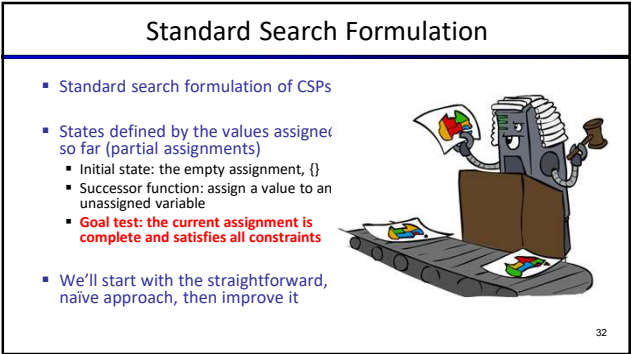 Standard Search Formulation
▪ Standard search formulation of CSPs
▪ States defined by the values assigned
so far (partial assignments)
▪ Initial state: the empty assignment, {}
▪ Successor function: assign a value to an
unassigned variable
▪ Goal test: the current assignment is
complete and satisfies all constraints
▪ We’ll start with the straightforward,
naïve approach, then improve it
32